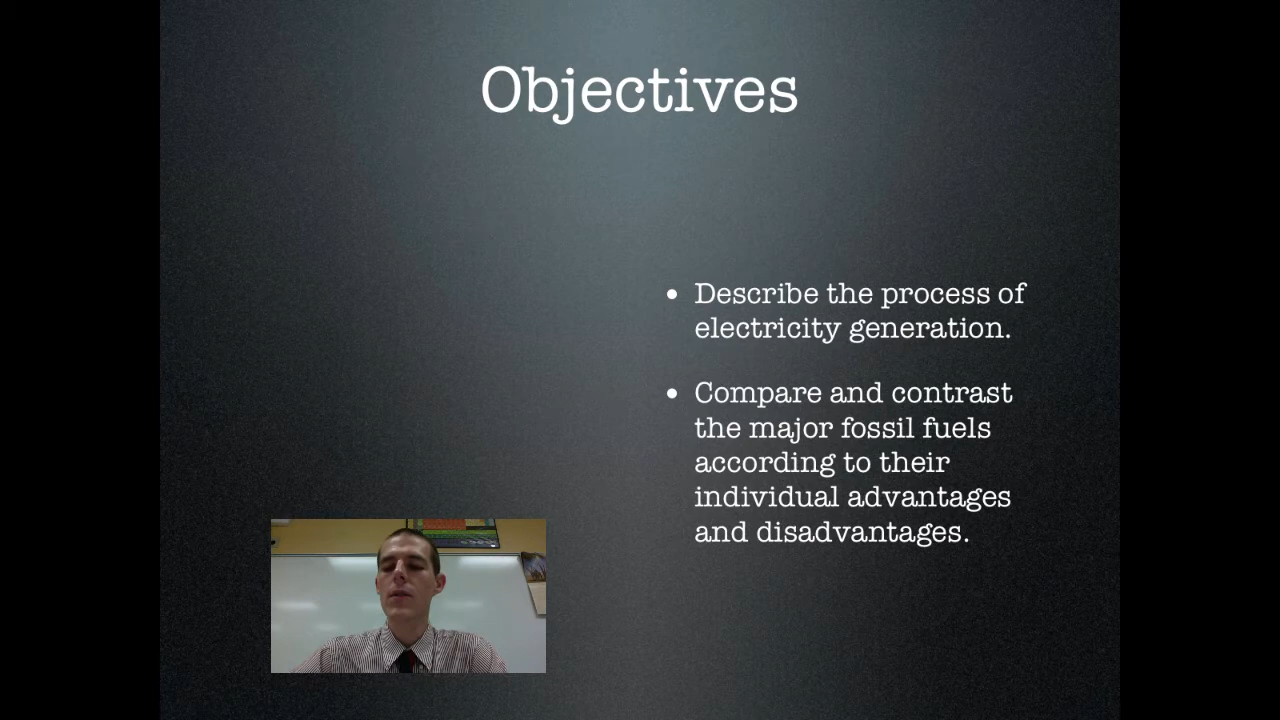 Objectives
• Describe the process of
electricity generation.
• Compare and contrast
the major fossil fuels
according to their
individual advantages
and disadvantages.